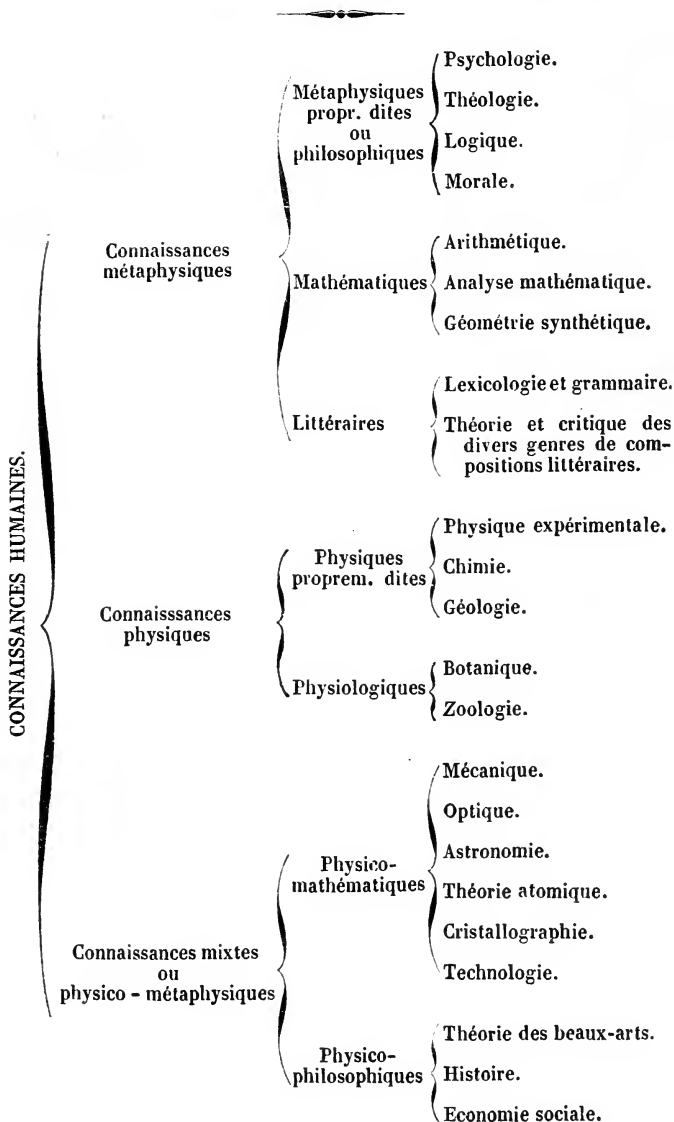 CONNAISSANCES HUMAINES.
Connaissances
métaphysiques
Métaphysiques
propr. dites
ou
philosophiques
Psychologie.
Théologie.
Logique.
Morale.
Mathématiques
Arithmétique.
Analyse mathématique.
Géométrie synthétique.
Littéraires
Lexicologie et grammaire.
Théorie et critique des
divers genres de com-
positions littéraires.
Connaisssances
physiques
Physiques
proprem. dites
Physique expérimentale.
Chimie.
Géologie.
Physiologiques
Botanique.
Zoologie.
Connaissances mixtes
ou
physico - métaphysiques
Physico-
mathématiques
Mécanique.
Optique.
Astronomie.
Théorie atomique.
Cristallographie.
Technologie.
Physico-
philosophiques
Théorie des beaux-arts.
Histoire.
Economie sociale.